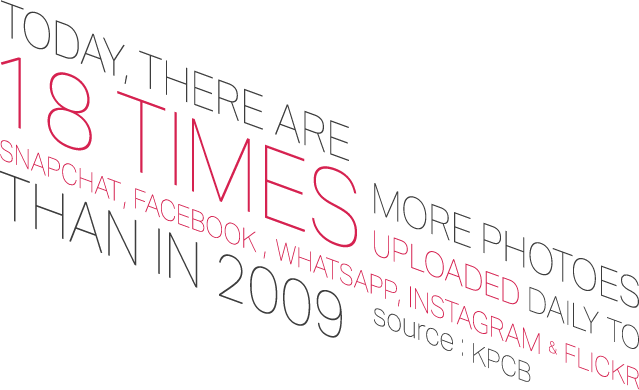 TODAY, THERE ARE
18 TIMES
MORE PHOTOES
UPLOADED DAILY TO
SNAPCHAT, FACEBOOK , WHATSAPP, INSTAGRAM & FLICKR
THAN IN 2009
source : KPCB